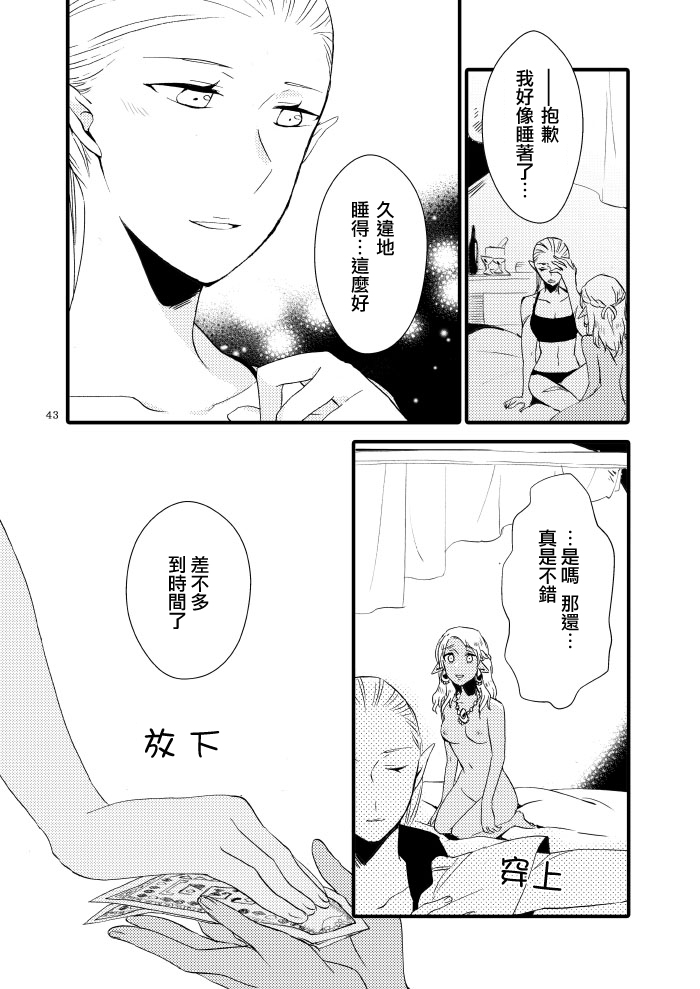 ——抱歉
我好像睡著了…
久違地
睡得…這麼好
43
…是嗎 那還…
真是不錯
穿上
差不多
到時間了
放下